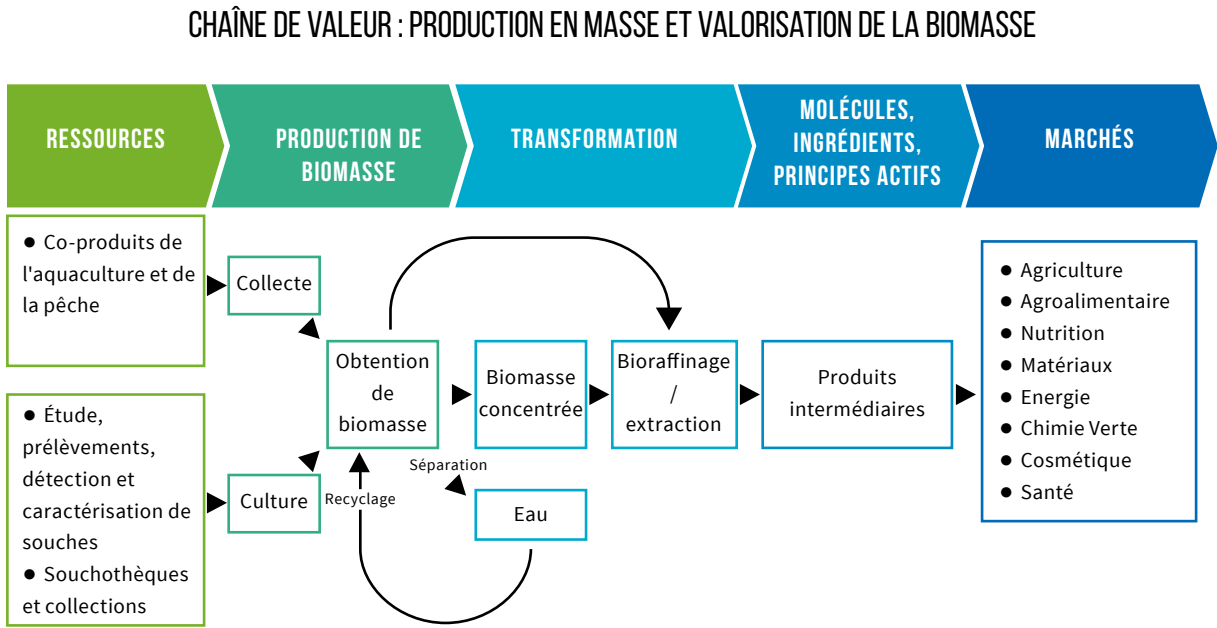 CHAÎNE DE VALEUR : PRODUCTION EN MASSE ET VALORISATION DE LA BIOMASSE
RESSOURCES
PRODUCTION DE
BIOMASSE
TRANSFORMATION
MOLÉCULES,
INGRÉDIENTS,
PRINCIPES ACTIFS
MARCHÉS
● Co-produits de
l'aquaculture et de
la pêche
● Étude,
prélèvements,
détection et
caractérisation de
souches
● Souchothèques
et collections
Collecte
Culture
Obtention
de
biomasse
Recyclage
Séparation
Biomasse
concentrée
Eau
Bioraffinage
/
extraction
Produits
intermédiaires
● Agriculture
● Agroalimentaire
● Nutrition
● Matériaux
● Energie
● Chimie Verte
● Cosmétique
● Santé